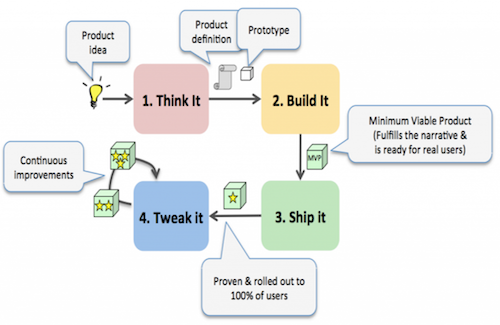 Product
idea
Product
definition
Prototype
1. Think It
2. Build It
Minimum Viable Product
(Fulfills the narrative &
is ready for real users)
MVP
Continuous
improvements
4. Tweak it
3. Ship it
Proven & rolled out to
100% of users